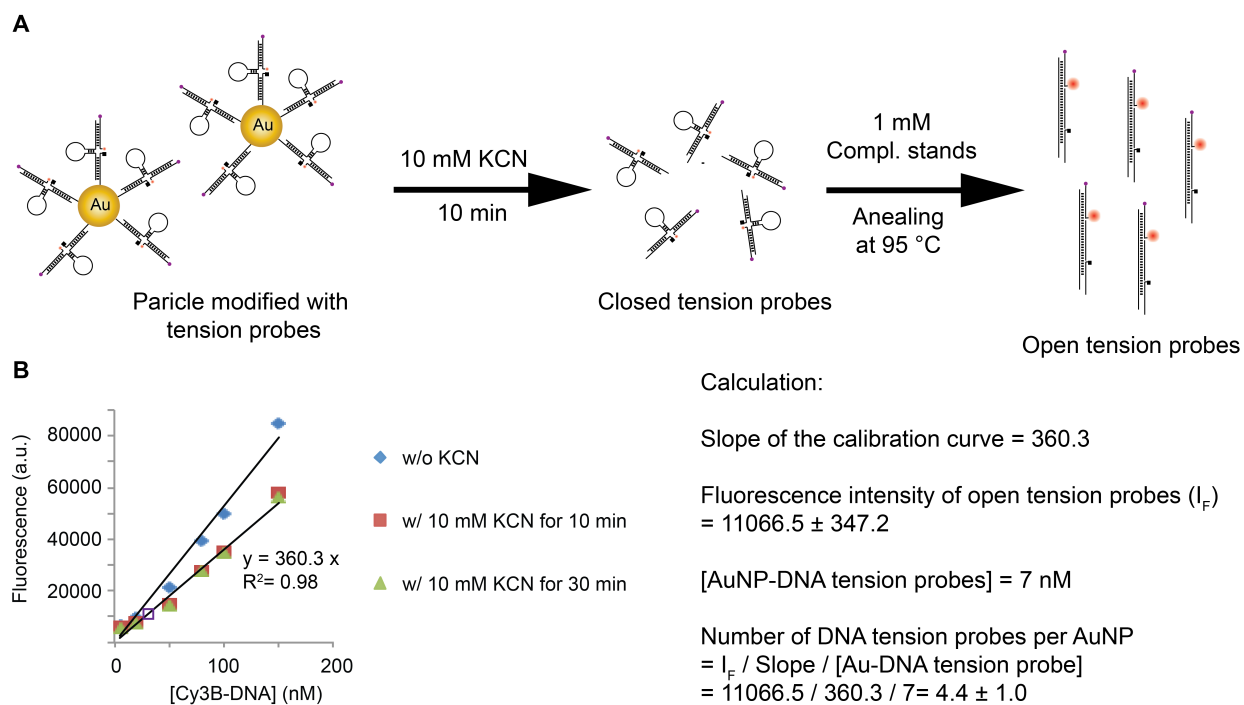 A
Au
Au
10 mM KCN
10 min
1 mM
Compl. stands
Anealing
at 95 °C
Paricle modified with
tension probes
Closed tension probes
Open tension probes
B
Fluorescence (a.u.)
80000
60000
40000
20000
0
100
200
[Cy3B-DNA] (nM)
y = 360.3 x
R²= 0.98
w/o KCN
w/ 10 mM KCN for 10 min
w/ 10 mM KCN for 30 min
Calculation:
Slope of the calibration curve = 360.3
Fluorescence intensity of open tension probes (I_F)
= 11066.5 ± 347.2
[AuNP-DNA tension probes] = 7 nM
Number of DNA tension probes per AuNP
= I_F / Slope / [Au-DNA tension probe]
= 11066.5 / 360.3 / 7= 4.4 ± 1.0